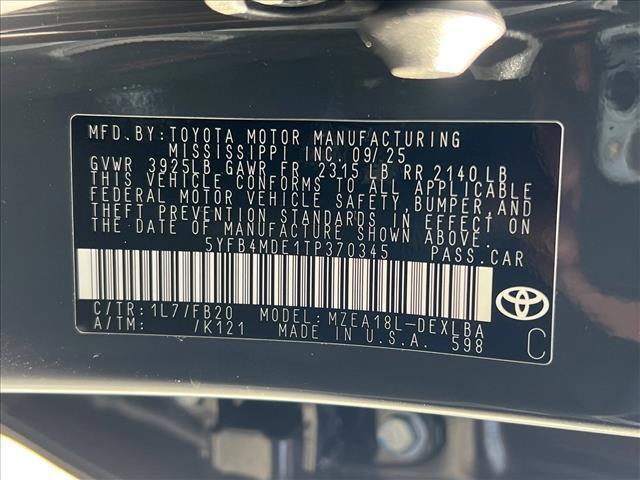 MFD. BY: TOYOTA MOTOR MANUFACTURING
MISSISSIPPI INC. 09/25
GVWR 3925LB GAWR FR 2315 LB RR 2140 LB
THIS VEHICLE CONFORMS TO ALL APPLICABLE
FEDERAL MOTOR VEHICLE SAFETY, BUMPER, AND
THEFT PREVENTION STANDARDS IN EFFECT ON
THE DATE OF MANUFACTURE SHOWN ABOVE.
5YFB4MDE1TP370345 PASS. CAR
C/TR: 1L7/FB20 MODEL: MZEA18L-DEXLBA
A/TM: /K121 MADE IN U.S.A. 598
C